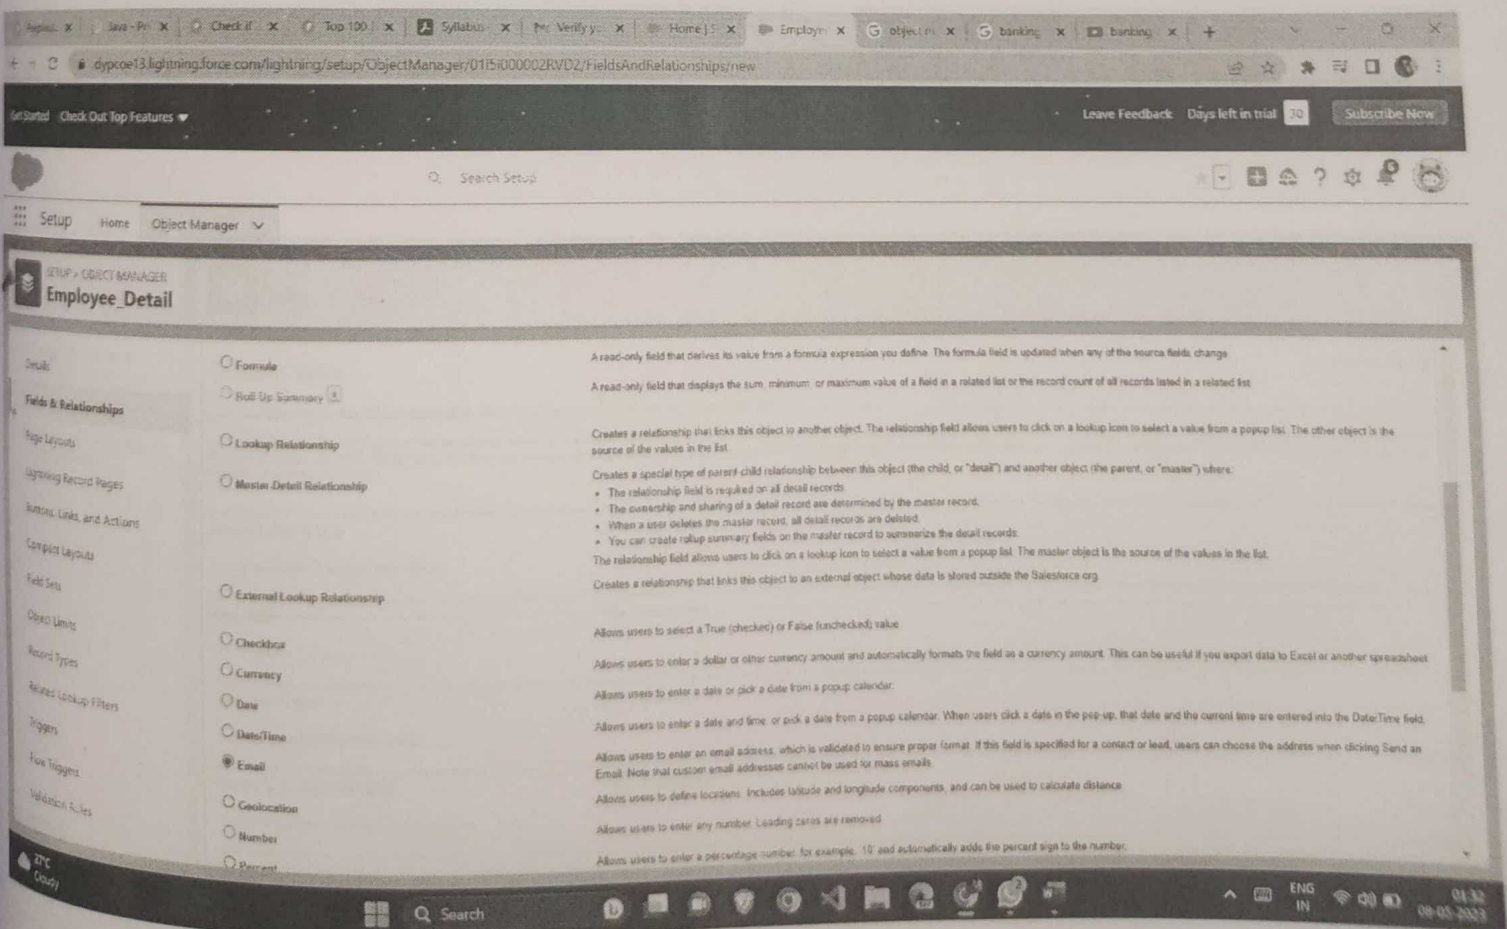 Java - Pr
Check if
Top 100
Syllabus
Verify yo
Home | S
Employe
object m
banking
banking
dypcoe13.lightning.force.com/lightning/setup/ObjectManager/01I5i000002RVD2/FieldsAndRelationships/new
Get Started Check Out Top Features
Leave Feedback Days left in trial 30 Subscribe Now
Search Setup
Setup Home Object Manager
SETUP > OBJECT MANAGER
Employee_Detail
Details
Fields & Relationships
Page Layouts
Lightning Record Pages
Buttons, Links, and Actions
Compact Layouts
Field Sets
Object Limits
Record Types
Related Lookup Filters
Triggers
Flow Triggers
Validation Rules
Formula
A read-only field that derives its value from a formula expression you define. The formula field is updated when any of the source fields change.
Roll-Up Summary
A read-only field that displays the sum, minimum, or maximum value of a field in a related list or the record count of all records listed in a related list.
Lookup Relationship
Creates a relationship that links this object to another object. The relationship field allows users to click on a lookup icon to select a value from a popup list. The other object is the
source of the values in the list.
Master-Detail Relationship
Creates a special type of parent-child relationship between this object (the child, or "detail") and another object (the parent, or "master") where:
• The relationship field is required on all detail records.
• The ownership and sharing of a detail record are determined by the master record.
• When a user deletes the master record, all detail records are deleted.
• You can create rollup summary fields on the master record to summarize the detail records.
The relationship field allows users to click on a lookup icon to select a value from a popup list. The master object is the source of the values in the list.
External Lookup Relationship
Creates a relationship that links this object to an external object whose data is stored outside the Salesforce org.
Checkbox
Allows users to select a True (checked) or False (unchecked) value.
Currency
Allows users to enter a dollar or other currency amount and automatically formats the field as a currency amount. This can be useful if you export data to Excel or another spreadsheet.
Date
Allows users to enter a date or pick a date from a popup calendar.
Date/Time
Allows users to enter a date and time, or pick a date from a popup calendar. When users click a date in the pop-up, that date and the current time are entered into the Date/Time field.
Email
Allows users to enter an email address, which is validated to ensure proper format. If this field is specified for a contact or lead, users can choose the address when clicking Send an
Email. Note that custom email addresses cannot be used for mass emails.
Geolocation
Allows users to define locations. Includes latitude and longitude components, and can be used to calculate distance.
Number
Allows users to enter any number. Leading zeros are removed.
Percent
Allows users to enter a percentage number, for example, '10' and automatically adds the percent sign to the number.
27°C
Cloudy
Search
ENG
IN
01:32
08-05-2023